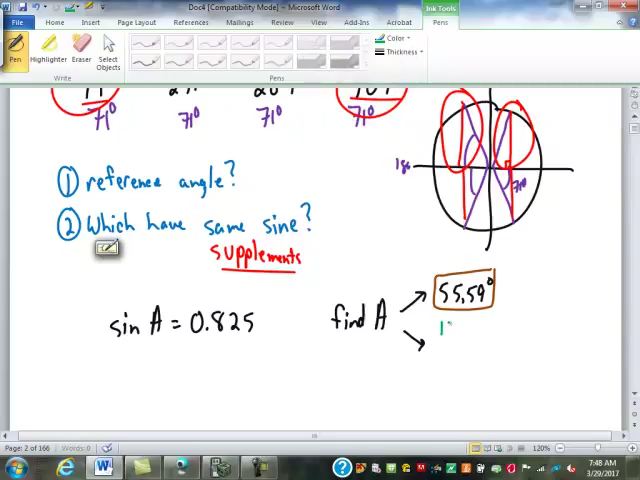 Doc4 [Compatibility Mode] - Microsoft Word
Ink Tools
File Home Insert Page Layout References Mailings Review View Add-Ins Acrobat Pens
Pen Highlighter Eraser Select Objects
Color
Thickness
Write
Pens
71° 71° 71° 71°
180
71°
① reference angle?
② Which have same sine?
supplements
sin A = 0.825
find A
55.59°
1
Page: 2 of 166 Words: 0
120%
7:48 AM
3/29/2017